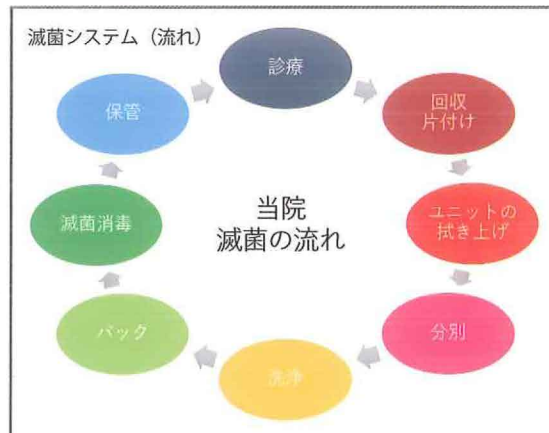 滅菌システム（流れ）
診療
回収
片付け
ユニットの
拭き上げ
分別
洗浄
パック
滅菌消毒
保管
当院
滅菌の流れ